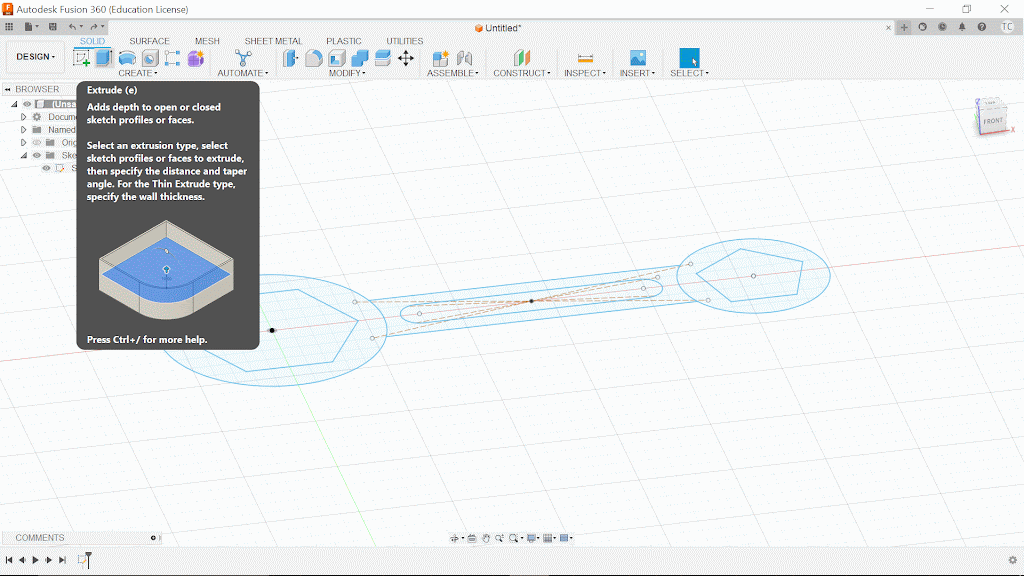 Autodesk Fusion 360 (Education License)
Untitled*
TC
DESIGN
SOLID SURFACE MESH SHEET METAL PLASTIC UTILITIES
CREATE AUTOMATE MODIFY ASSEMBLE CONSTRUCT INSPECT INSERT SELECT
BROWSER
(Unsa
Docume
Named
Orig
Ske
S
Extrude (e)
Adds depth to open or closed
sketch profiles or faces.
Select an extrusion type, select
sketch profiles or faces to extrude,
then specify the distance and taper
angle. For the Thin Extrude type,
specify the wall thickness.
Press Ctrl+/ for more help.
FRONT
X
COMMENTS